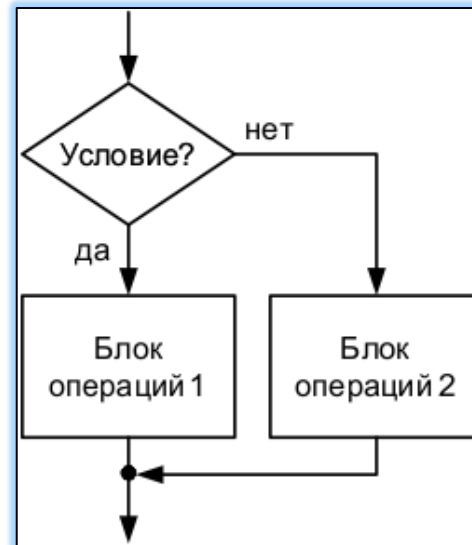 Условие?
нет
да
Блок
операций 1
Блок
операций 2